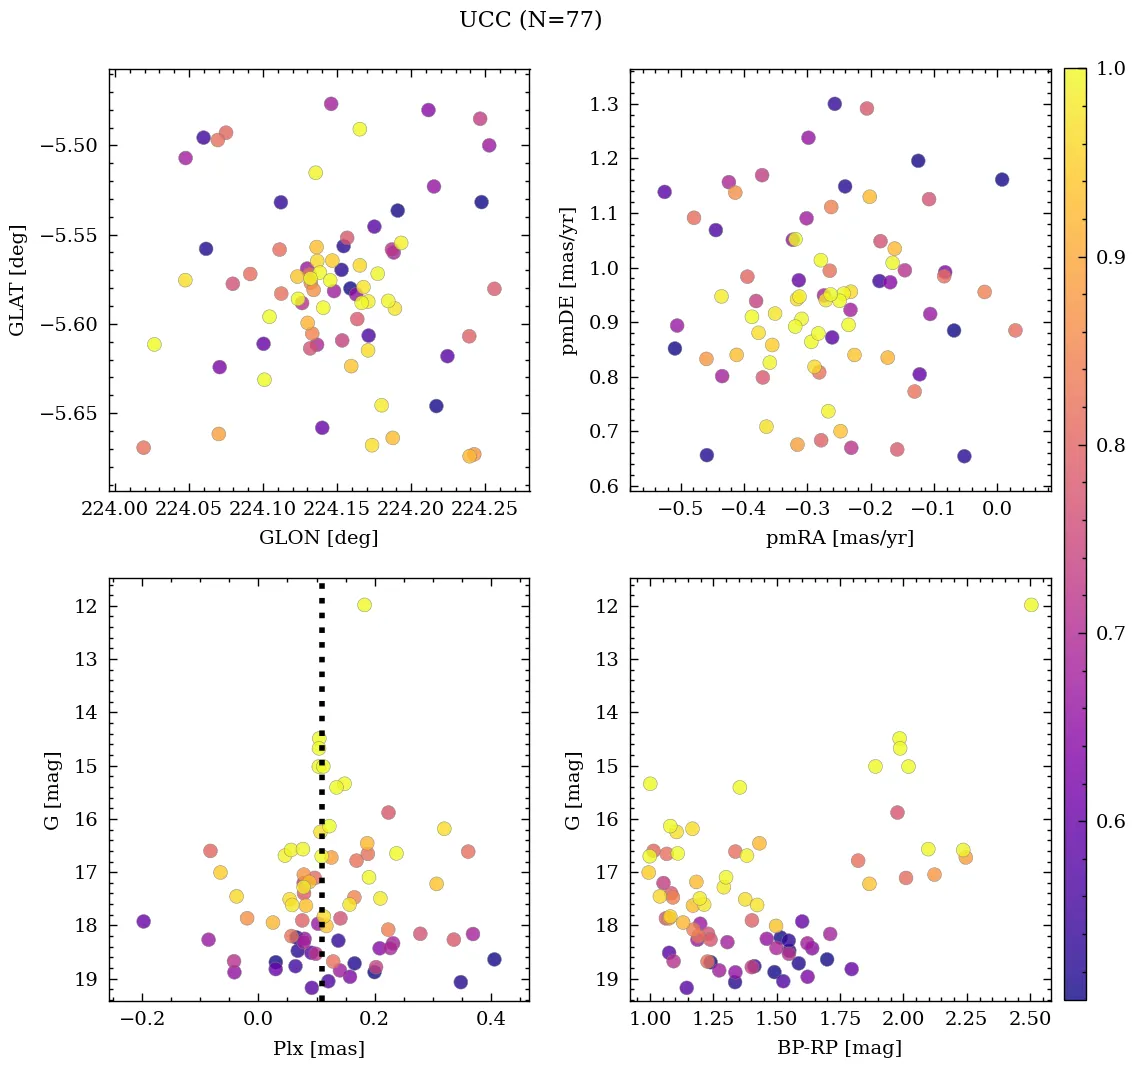 UCC (N=77)
−5.50
−5.55
−5.60
−5.65
GLAT [deg]
224.00 224.05 224.10 224.15 224.20 224.25
GLON [deg]
1.3
1.2
1.1
1.0
0.9
0.8
0.7
0.6
pmDE [mas/yr]
−0.5 −0.4 −0.3 −0.2 −0.1 0.0
pmRA [mas/yr]
1.0
0.9
0.8
0.7
0.6
12
13
14
15
16
17
18
19
G [mag]
−0.2 0.0 0.2 0.4
Plx [mas]
12
13
14
15
16
17
18
19
G [mag]
1.00 1.25 1.50 1.75 2.00 2.25 2.50
BP-RP [mag]